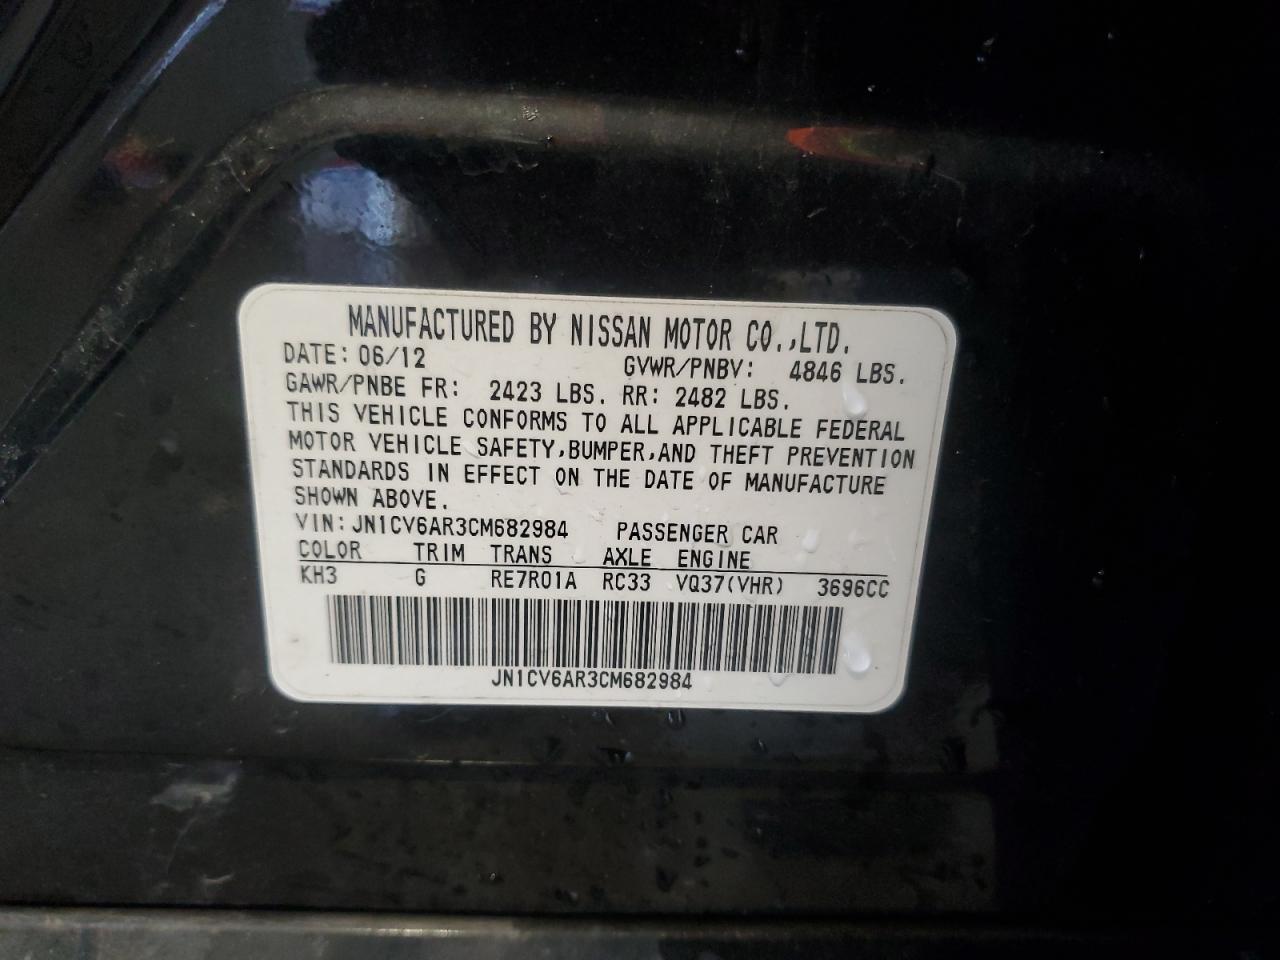 MANUFACTURED BY NISSAN MOTOR CO.,LTD.
DATE: 06/12 GVWR/PNBV: 4846 LBS.
GAWR/PNBE FR: 2423 LBS. RR: 2482 LBS.
THIS VEHICLE CONFORMS TO ALL APPLICABLE FEDERAL
MOTOR VEHICLE SAFETY,BUMPER,AND THEFT PREVENTION
STANDARDS IN EFFECT ON THE DATE OF MANUFACTURE
SHOWN ABOVE.
VIN: JN1CV6AR3CM682984 PASSENGER CAR
COLOR TRIM TRANS AXLE ENGINE
KH3 G RE7R01A RC33 VQ37(VHR) 3696CC
JN1CV6AR3CM682984